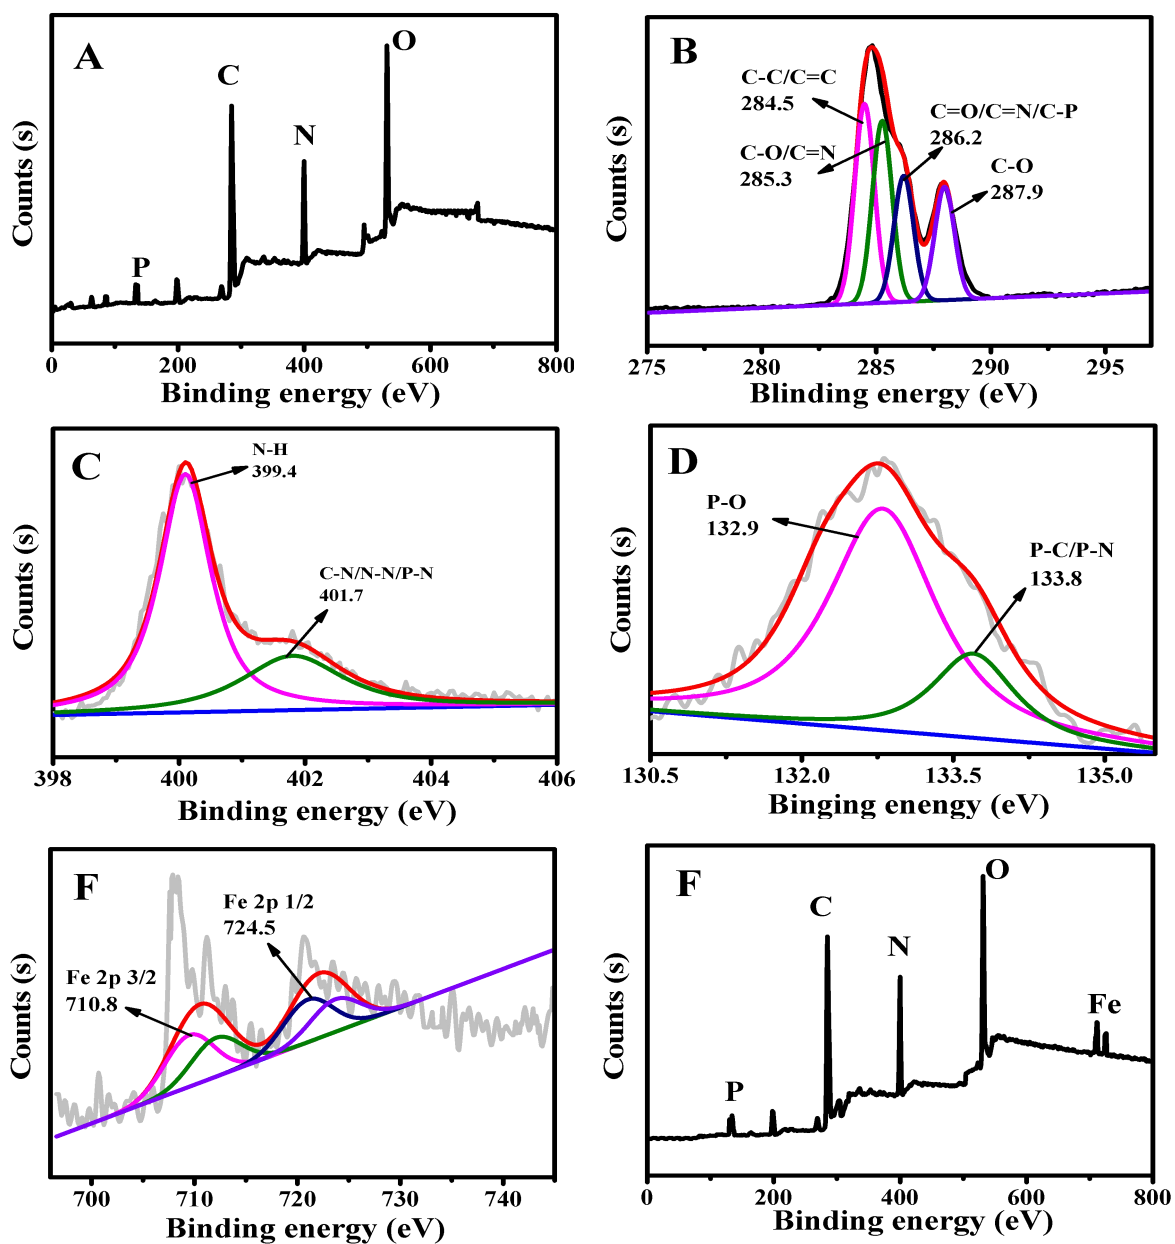 A
C
N
O
P
Counts (s)
0 200 400 600 800
Binding energy (eV)
B
C-C/C=C
284.5
C=O/C=N/C-P
286.2
C-O/C=N
285.3
C-O
287.9
Counts (s)
275 280 285 290 295
Blinding energy (eV)
C
N-H
399.4
C-N/N-N/P-N
401.7
Counts (s)
398 400 402 404 406
Binding energy (eV)
D
P-O
132.9
P-C/P-N
133.8
Counts (s)
130.5 132.0 133.5 135.0
Binging enengy (eV)
F
Fe 2p 1/2
724.5
Fe 2p 3/2
710.8
Counts (s)
700 710 720 730 740
Binding energy (eV)
F
O
C
N
Fe
P
Counts (s)
0 200 400 600 800
Binging energy (eV)